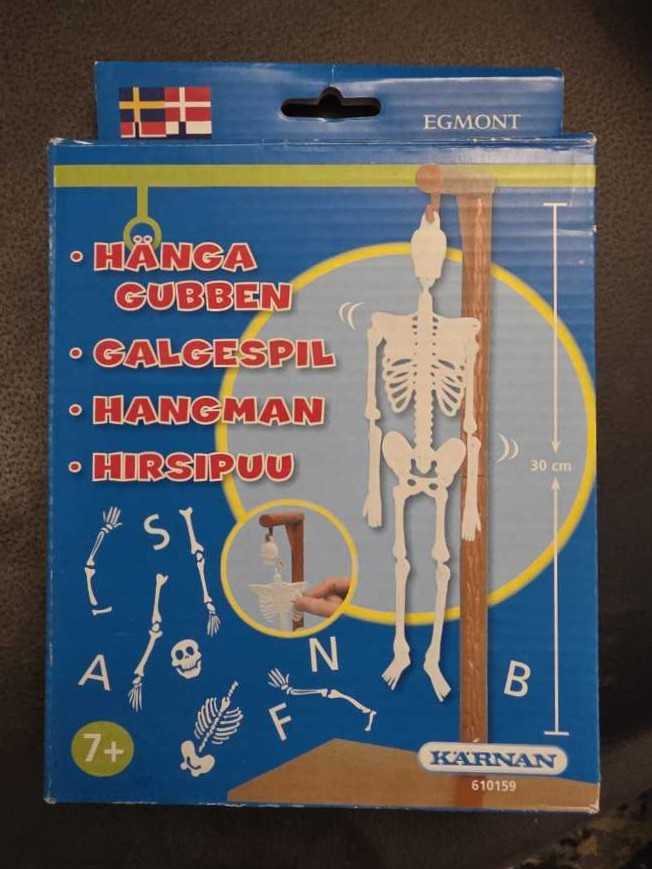 EGMONT
• HÄNGA
GUBBEN
• GALGESPIL
• HANGMAN
• HIRSIPUU
30 cm
S
N
A
B
F
7+
KÄRNAN
610159